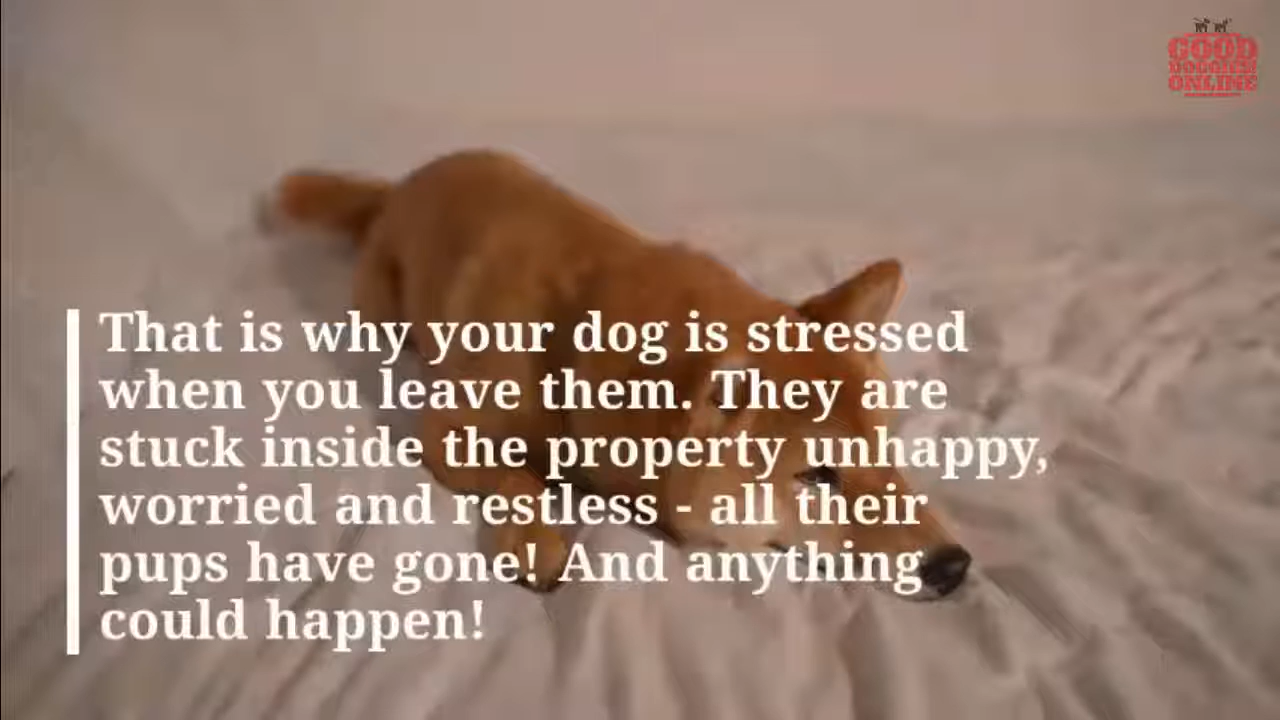 GOOD
DOGGIES
ONLINE
That is why your dog is stressed
when you leave them. They are
stuck inside the property unhappy,
worried and restless - all their
pups have gone! And anything
could happen!